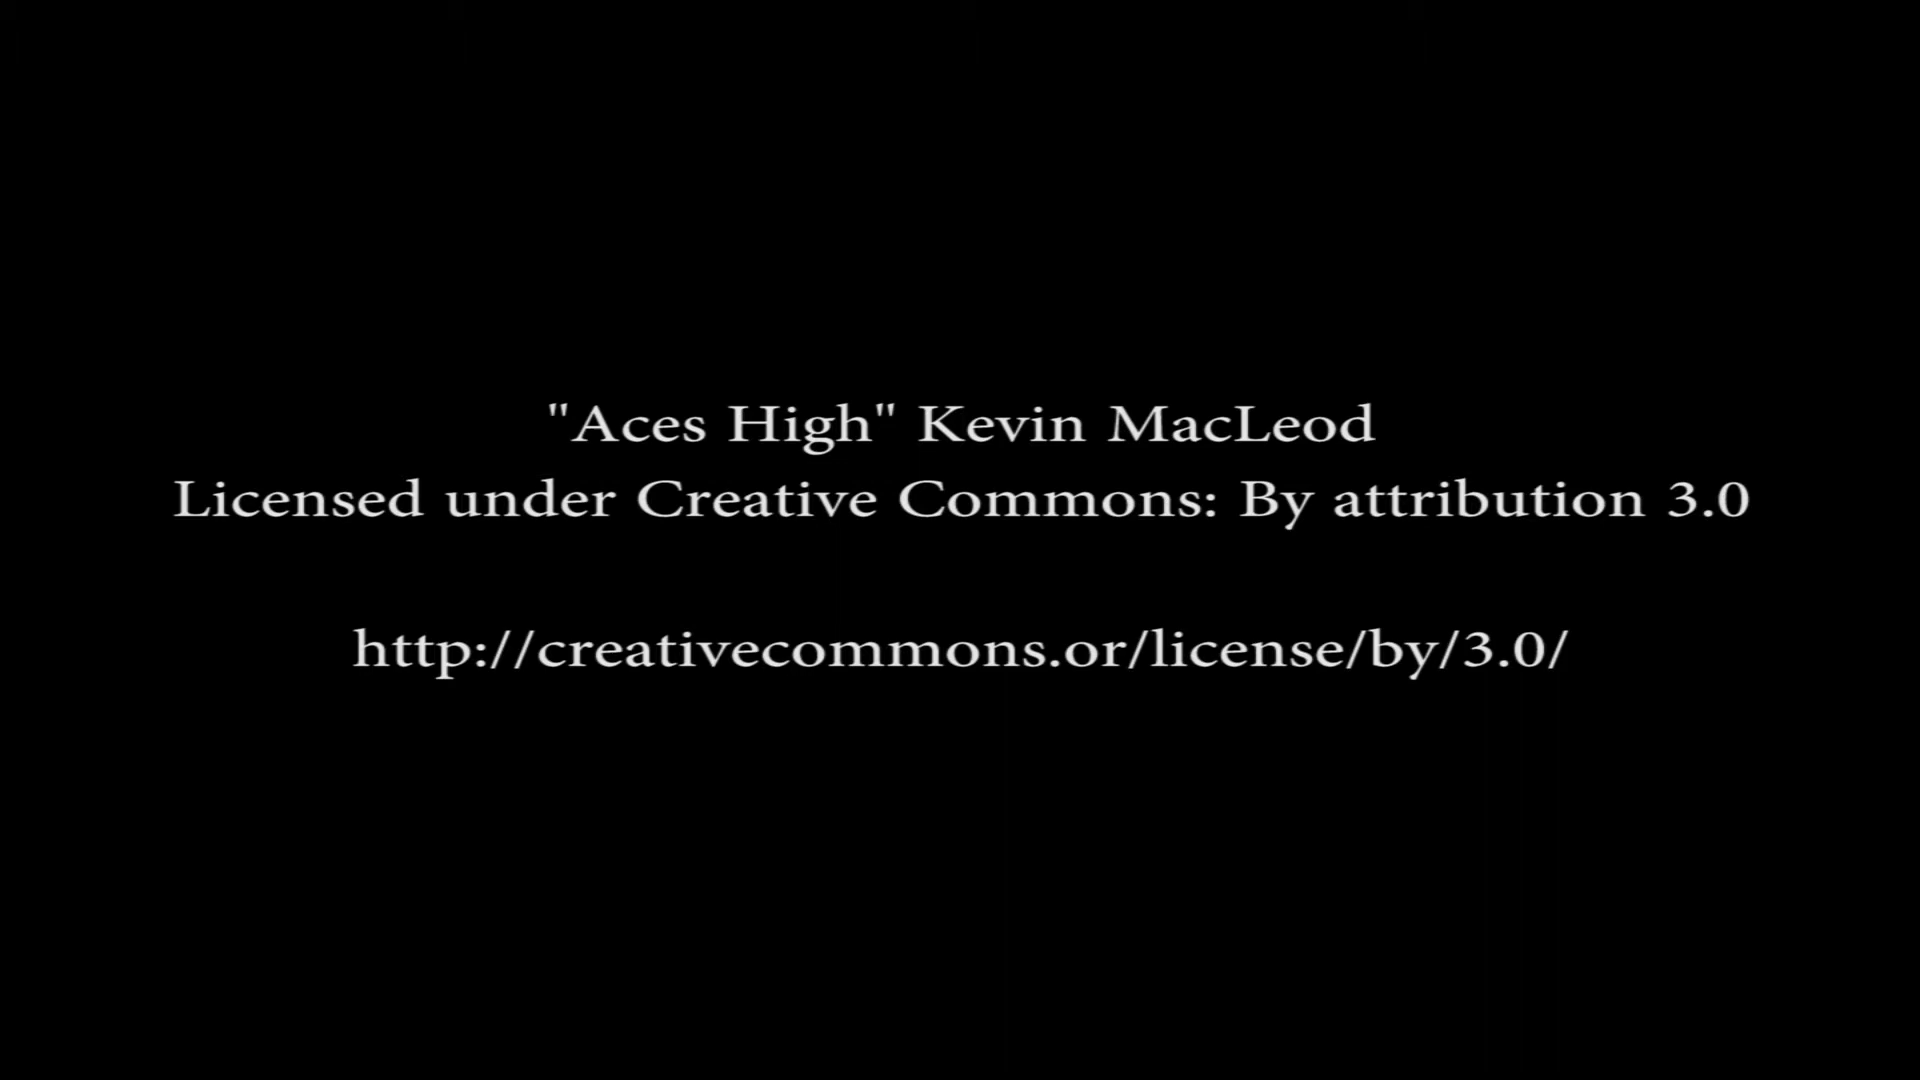 "Aces High" Kevin MacLeod
Licensed under Creative Commons: By attribution 3.0
http://creativecommons.or/license/by/3.0/